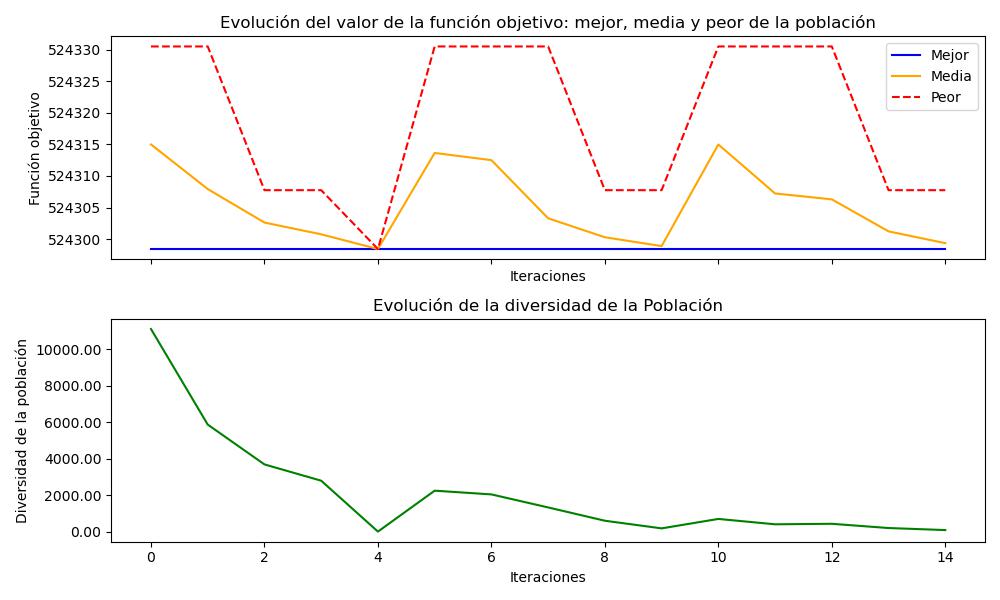 Evolución del valor de la función objetivo: mejor, media y peor de la población
524330
524325
524320
524315
524310
524305
524300
Función objetivo
Mejor
Media
Peor
Iteraciones
Evolución de la diversidad de la Población
10000.00
8000.00
6000.00
4000.00
2000.00
0.00
Diversidad de la población
0 2 4 6 8 10 12 14
Iteraciones